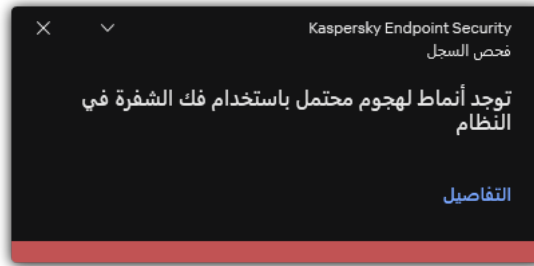 Kaspersky Endpoint Security
فحص السجل
توجد أنماط لهجوم محتمل باستخدام فك الشفرة في
النظام
التفاصيل